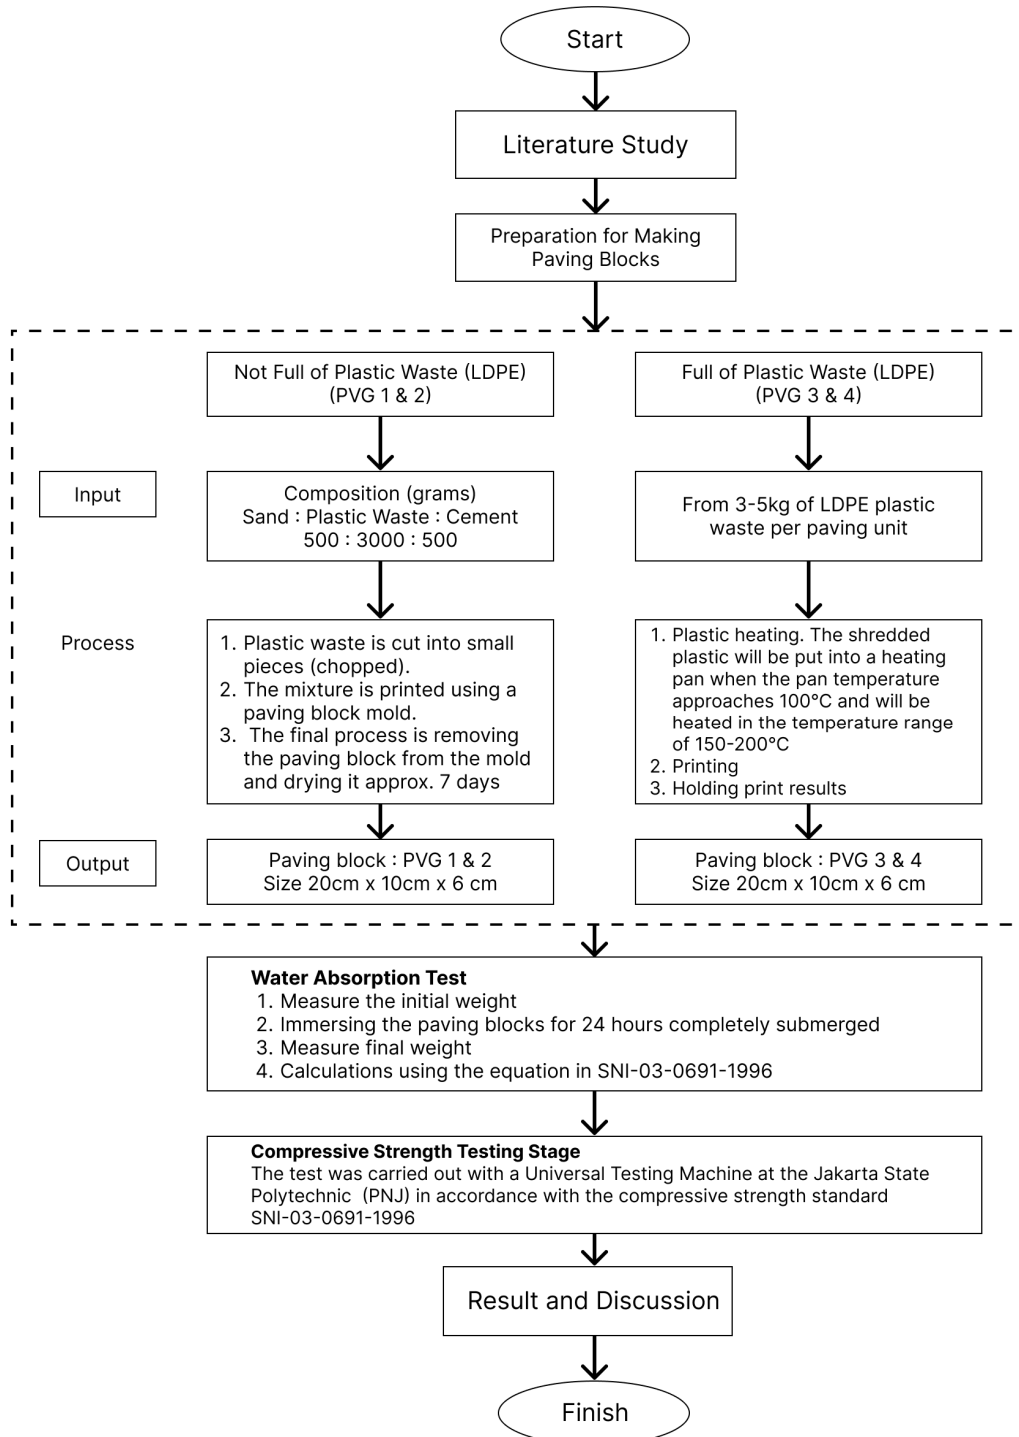 Start
Literature Study
Preparation for Making
Paving Blocks
Not Full of Plastic Waste (LDPE)
(PVG 1 & 2)
Full of Plastic Waste (LDPE)
(PVG 3 & 4)
Input
Composition (grams)
Sand : Plastic Waste : Cement
500 : 3000 : 500
From 3-5kg of LDPE plastic
waste per paving unit
Process
1. Plastic waste is cut into small
pieces (chopped).
2. The mixture is printed using a
paving block mold.
3. The final process is removing
the paving block from the mold
and drying it approx. 7 days
1. Plastic heating. The shredded
plastic will be put into a heating
pan when the pan temperature
approaches 100°C and will be
heated in the temperature range
of 150-200°C
2. Printing
3. Holding print results
Output
Paving block : PVG 1 & 2
Size 20cm x 10cm x 6 cm
Paving block : PVG 3 & 4
Size 20cm x 10cm x 6 cm
Water Absorption Test
1. Measure the initial weight
2. Immersing the paving blocks for 24 hours completely submerged
3. Measure final weight
4. Calculations using the equation in SNI-03-0691-1996
Compressive Strength Testing Stage
The test was carried out with a Universal Testing Machine at the Jakarta State
Polytechnic (PNJ) in accordance with the compressive strength standard
SNI-03-0691-1996
Result and Discussion
Finish